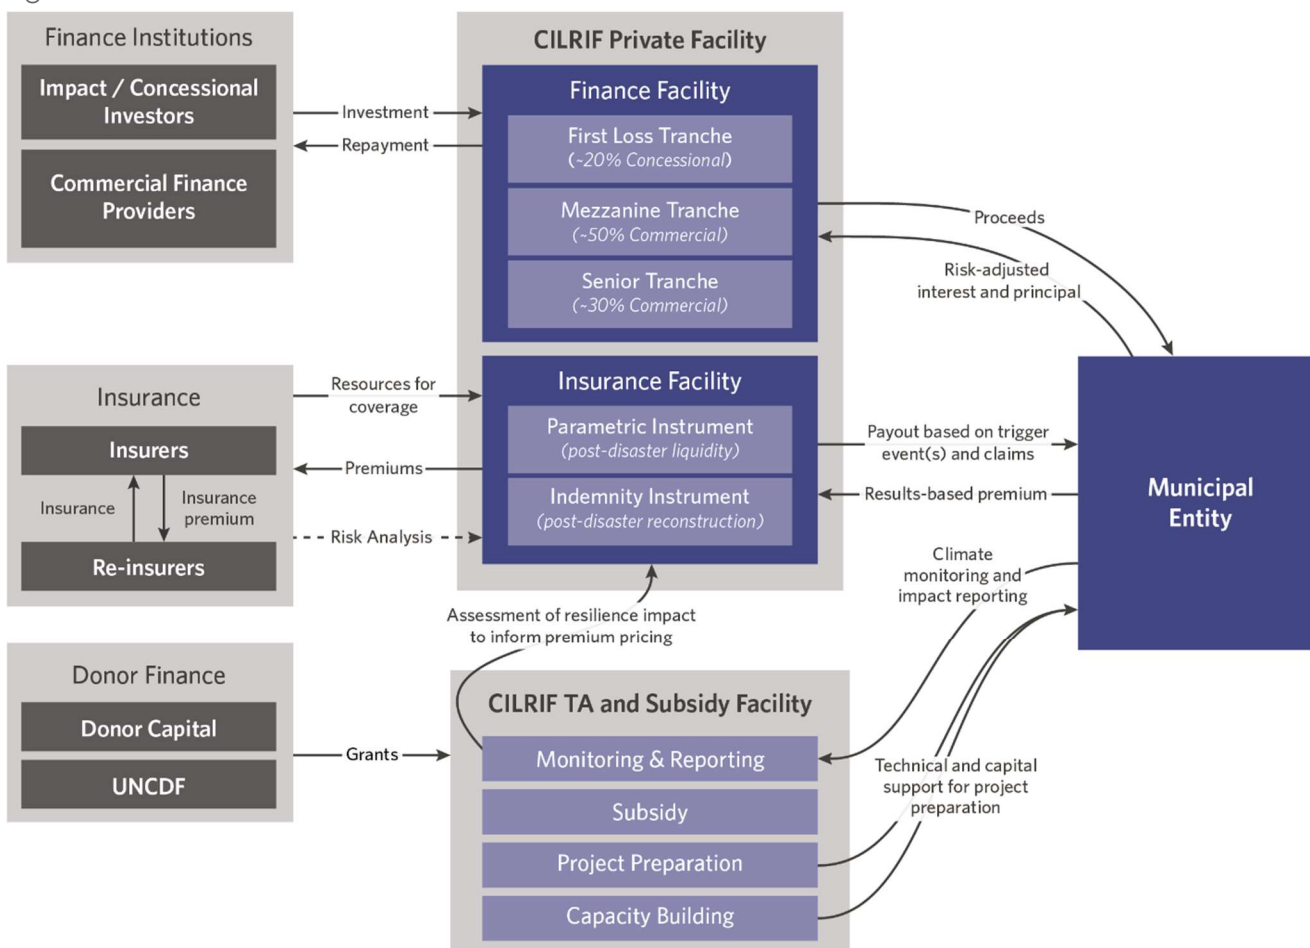 Finance Institutions
Impact / Concessional
Investors
Commercial Finance
Providers
Investment
Repayment
CILRIF Private Facility
Finance Facility
First Loss Tranche
(~20% Concessional)
Mezzanine Tranche
(~50% Commercial)
Senior Tranche
(~30% Commercial)
Proceeds
Risk-adjusted
interest and principal
Insurance
Insurers
Insurance
Insurance
premium
Re-insurers
Resources for
coverage
Premiums
Risk Analysis
Insurance Facility
Parametric Instrument
(post-disaster liquidity)
Indemnity Instrument
(post-disaster reconstruction)
Payout based on trigger
event(s) and claims
Results-based premium
Municipal
Entity
Climate
monitoring and
impact reporting
Assessment of resilience impact
to inform premium pricing
Donor Finance
Donor Capital
UNCDF
Grants
CILRIF TA and Subsidy Facility
Monitoring & Reporting
Subsidy
Project Preparation
Capacity Building
Technical and capital
support for project
preparation